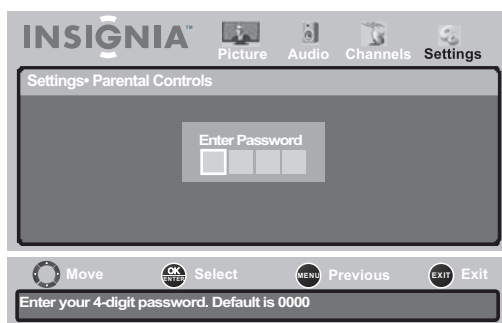 INSIGNIA™
Picture Audio Channels Settings
Settings• Parental Controls
Enter Password
Move OK ENTER Select MENU Previous EXIT Exit
Enter your 4-digit password. Default is 0000